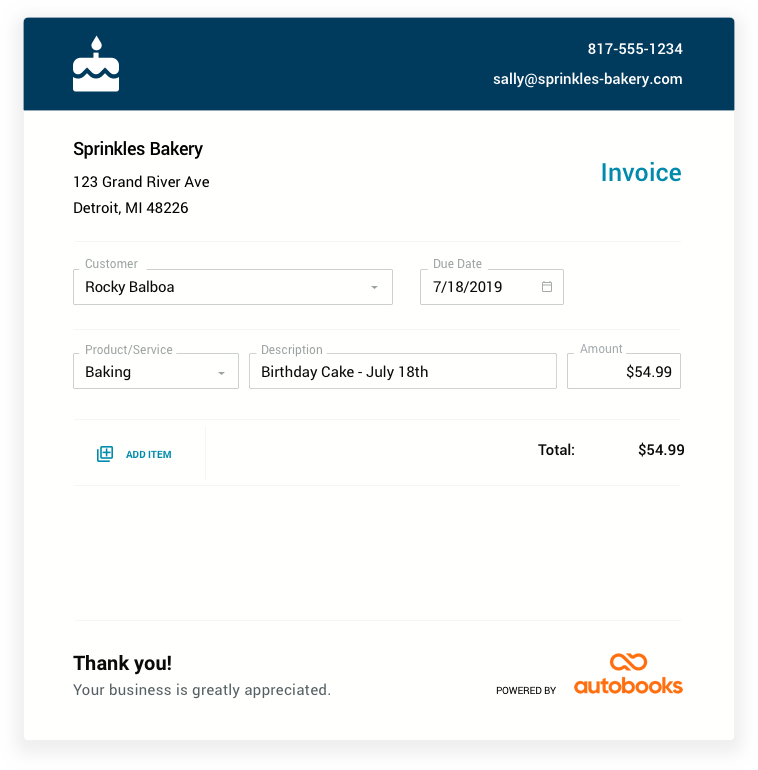 817-555-1234
sally@sprinkles-bakery.com
Sprinkles Bakery
123 Grand River Ave
Detroit, MI 48226
Invoice
Customer
Rocky Balboa
Due Date
7/18/2019
Product/Service
Baking
Description
Birthday Cake - July 18th
Amount
$54.99
ADD ITEM
Total: $54.99
Thank you!
Your business is greatly appreciated.
POWERED BY autobooks